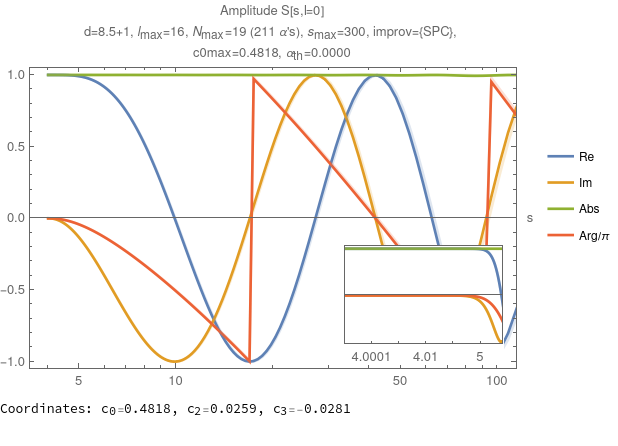 Amplitude S[s,l=0]
d=8.5+1, lmax=16, Nmax=19 (211 α's), smax=300, improv={SPC},
c0max=0.4818, αth=0.0000
1.0
0.5
0.0
−0.5
−1.0
5 10 50 100
s
4.0001 4.01 5
Re
Im
Abs
Arg/π
Coordinates: c0=0.4818, c2=0.0259, c3=-0.0281